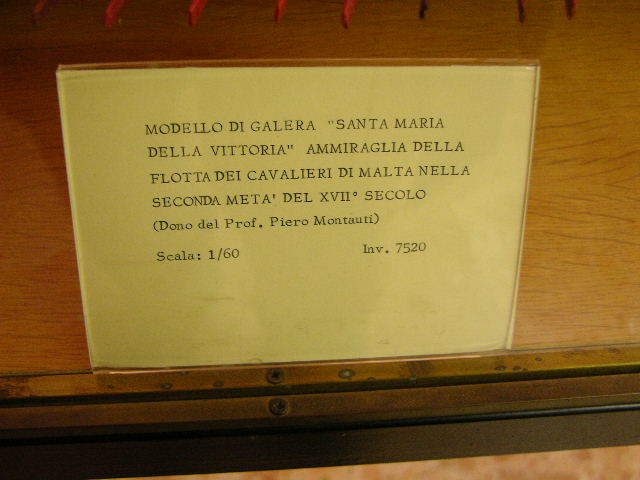 MODELLO DI GALERA "SANTA MARIA
DELLA VITTORIA" AMMIRAGLIA DELLA
FLOTTA DEI CAVALIERI DI MALTA NELLA
SECONDA META' DEL XVII° SECOLO
(Dono del Prof. Piero Montauti)
Scala: 1/60 Inv. 7520